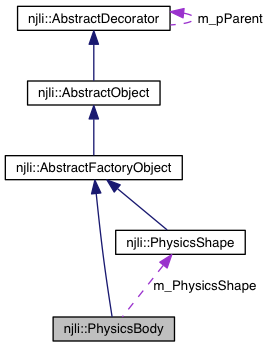 njli::AbstractDecorator
m_pParent
njli::AbstractObject
njli::AbstractFactoryObject
njli::PhysicsShape
m_PhysicsShape
njli::PhysicsBody